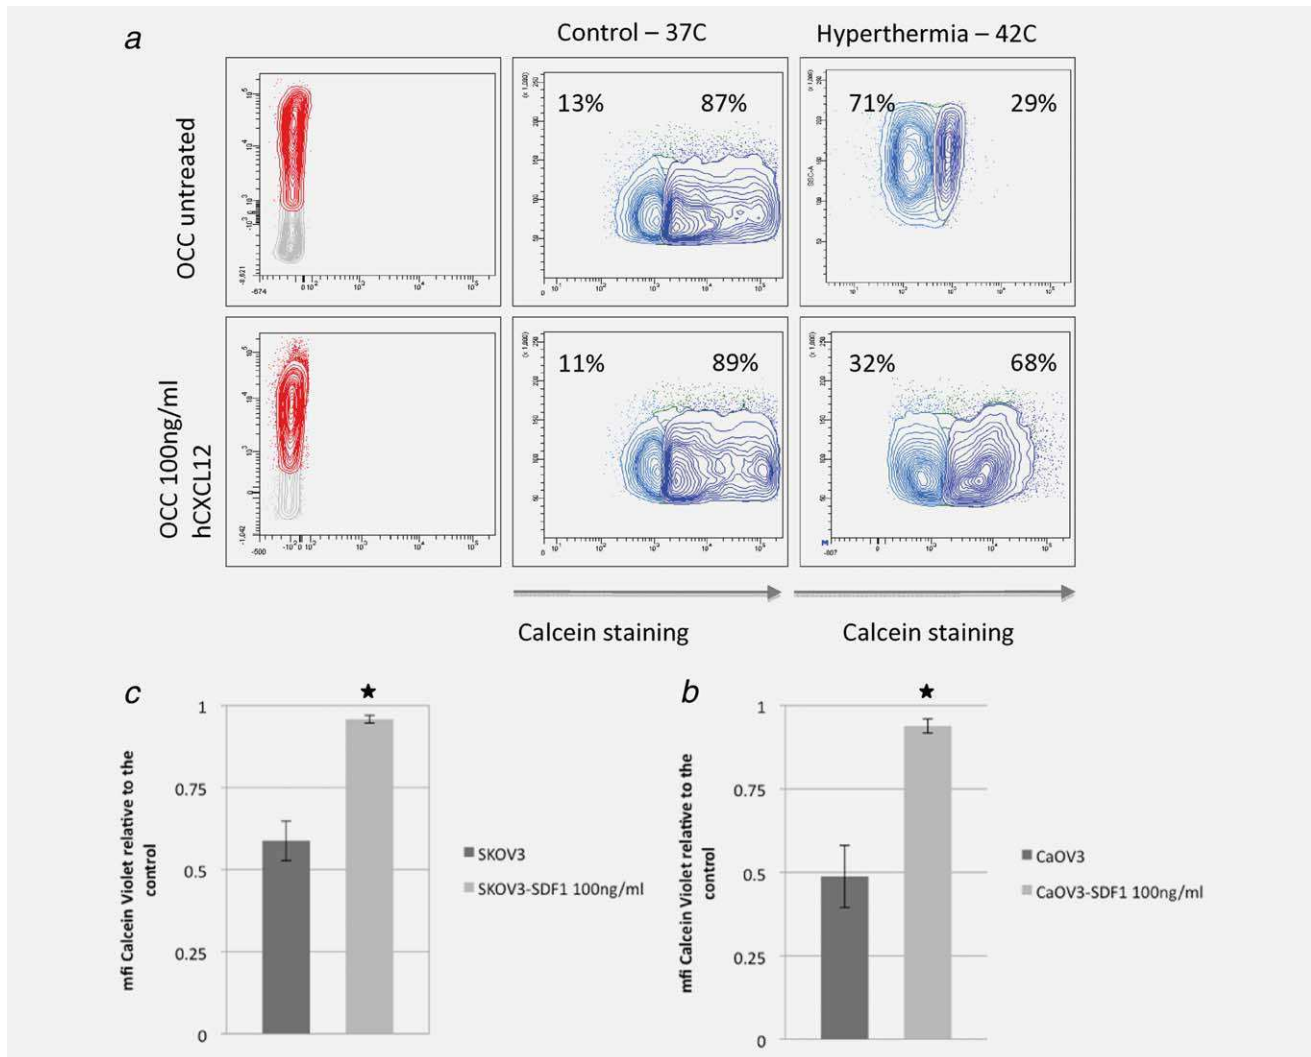 a
Control – 37C
Hyperthermia – 42C
OCC untreated
13%
87%
71%
29%
OCC 100ng/ml
hCXCL12
11%
89%
32%
68%
Calcein staining
Calcein staining
c
mfi Calcein Violet relative to the
control
1
0.75
0.5
0.25
0
SKOV3
SKOV3-SDF1 100ng/ml
b
mfi Calcein Violet relative to the
control
1
0.75
0.5
0.25
0
CaOV3
CaOV3-SDF1 100ng/ml